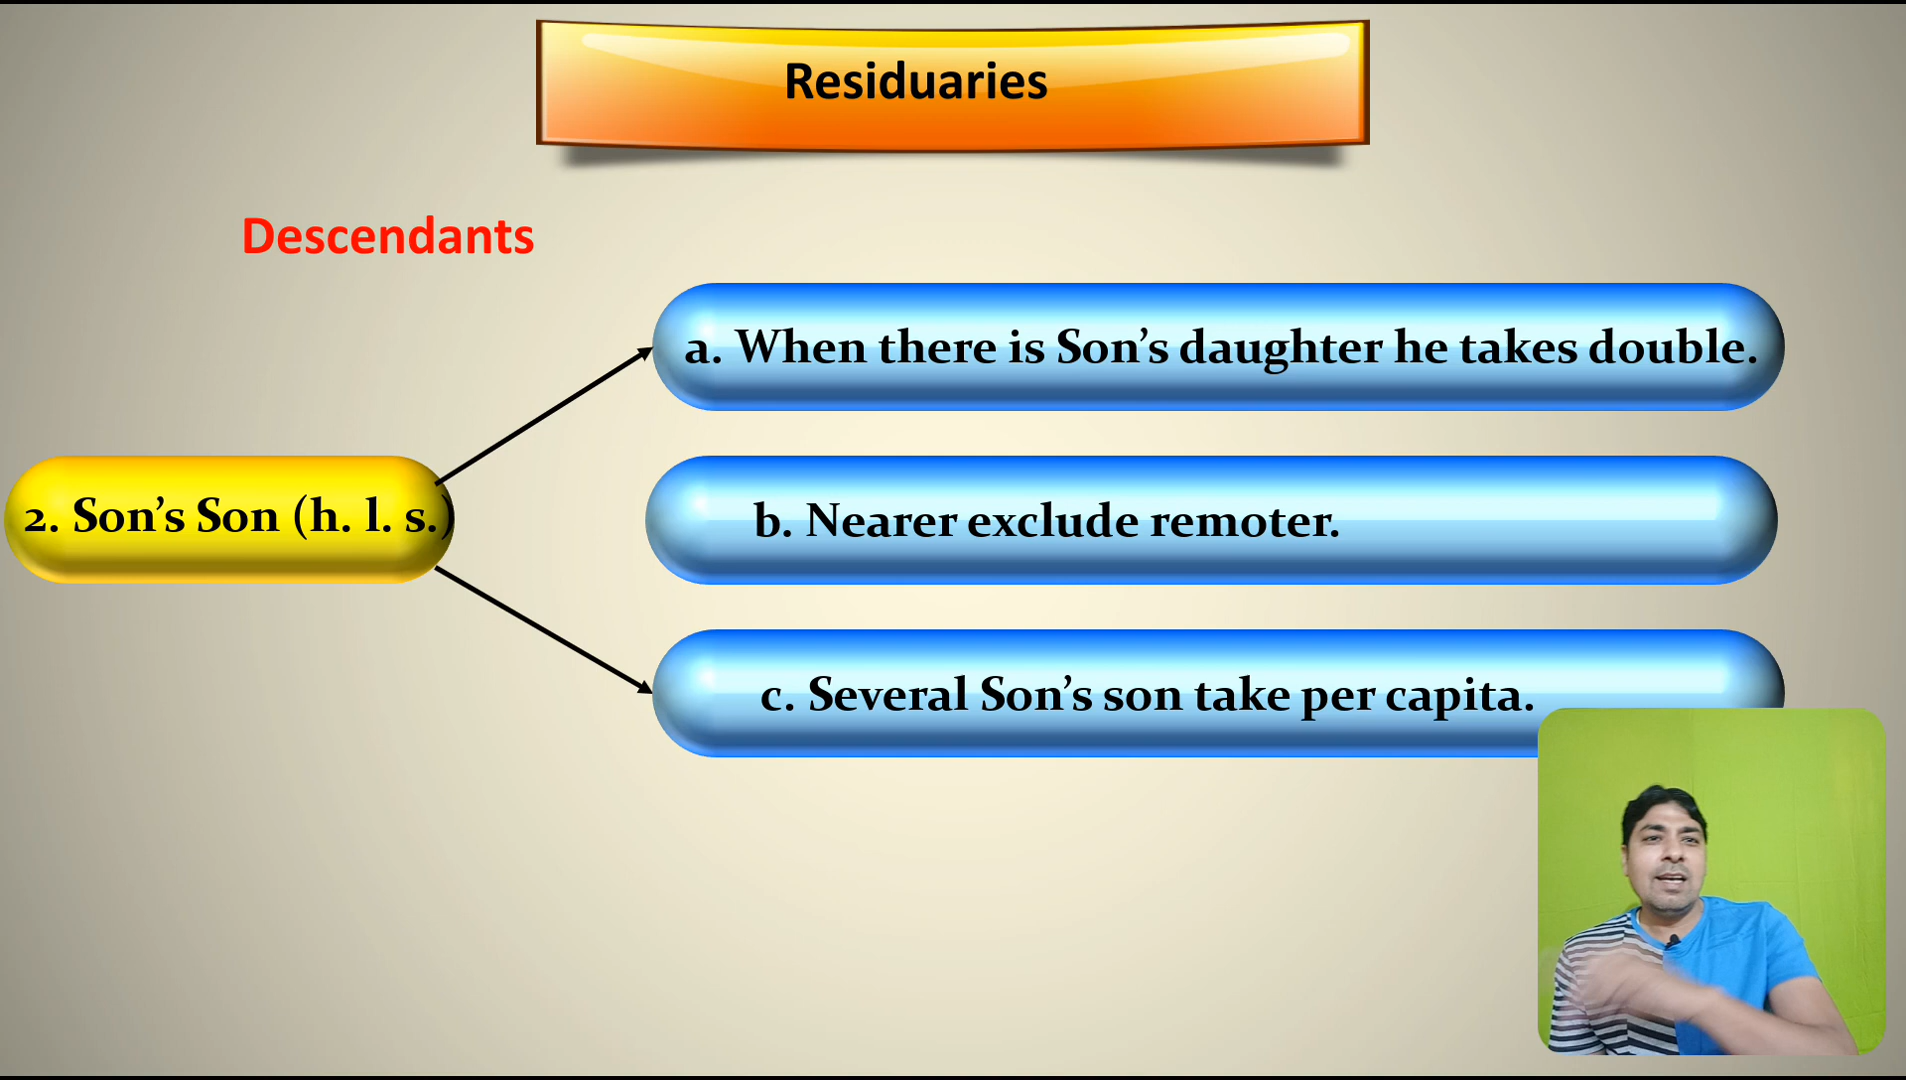 Residuaries
Descendants
a. When there is Son’s daughter he takes double.
2. Son’s Son (h. l. s.)
b. Nearer exclude remoter.
c. Several Son’s son take per capita.